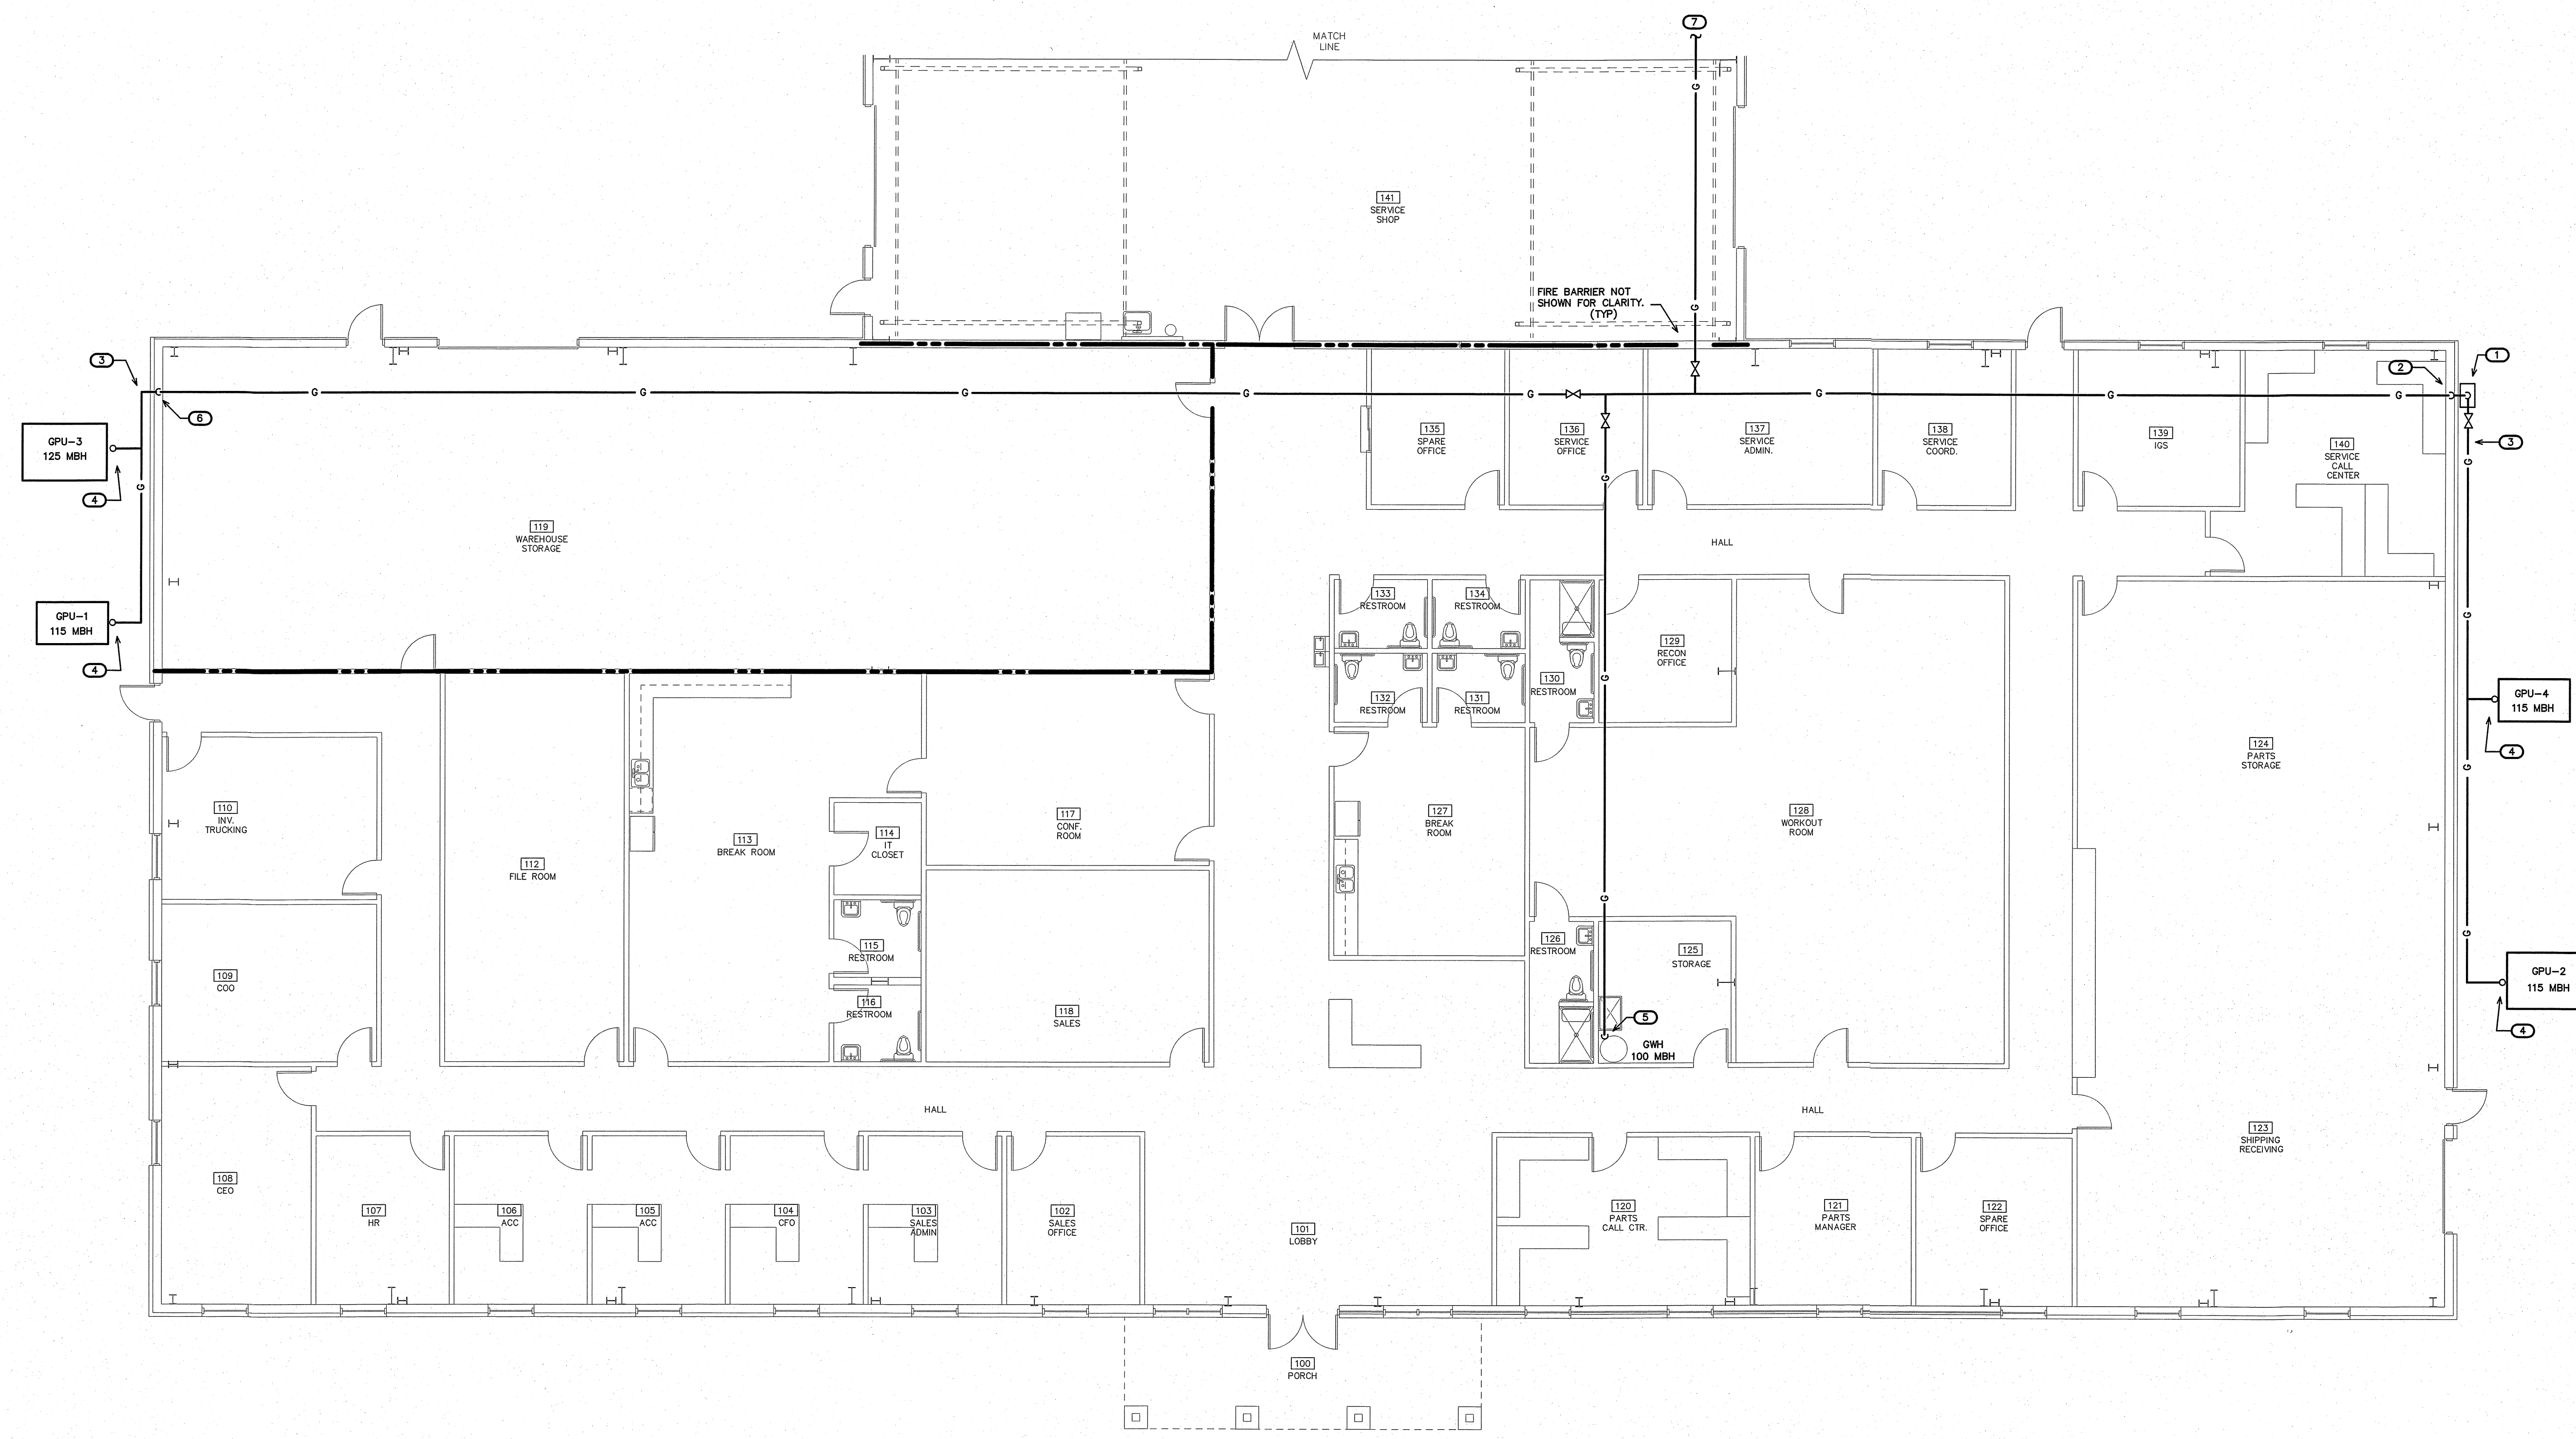 7
MATCH
LINE
G
141
SERVICE
SHOP
FIRE BARRIER NOT
SHOWN FOR CLARITY.
(TYP)
G
3
1
2
G
G
G
G
G
G
G
G
6
GPU-3
125 MBH
135
SPARE
OFFICE
136
SERVICE
OFFICE
137
SERVICE
ADMIN.
138
SERVICE
COORD.
139
IGS
140
SERVICE
CALL
CENTER
3
G
G
G
4
119
WAREHOUSE
STORAGE
HALL
GPU-1
115 MBH
4
133
RESTROOM
134
RESTROOM
G
129
RECON
OFFICE
130
RESTROOM
G
132
RESTROOM
131
RESTROOM
GPU-4
115 MBH
4
124
PARTS
STORAGE
G
110
INV.
TRUCKING
112
FILE ROOM
113
BREAK ROOM
114
IT
CLOSET
117
CONF.
ROOM
127
BREAK
ROOM
128
WORKOUT
ROOM
G
G
115
RESTROOM
126
RESTROOM
125
STORAGE
109
COO
116
RESTROOM
118
SALES
5
GWH
100 MBH
GPU-2
115 MBH
4
HALL
HALL
123
SHIPPING
RECEIVING
108
CEO
107
HR
106
ACC
105
ACC
104
CFO
103
SALES
ADMIN
102
SALES
OFFICE
101
LOBBY
120
PARTS
CALL CTR.
121
PARTS
MANAGER
122
SPARE
OFFICE
100
PORCH